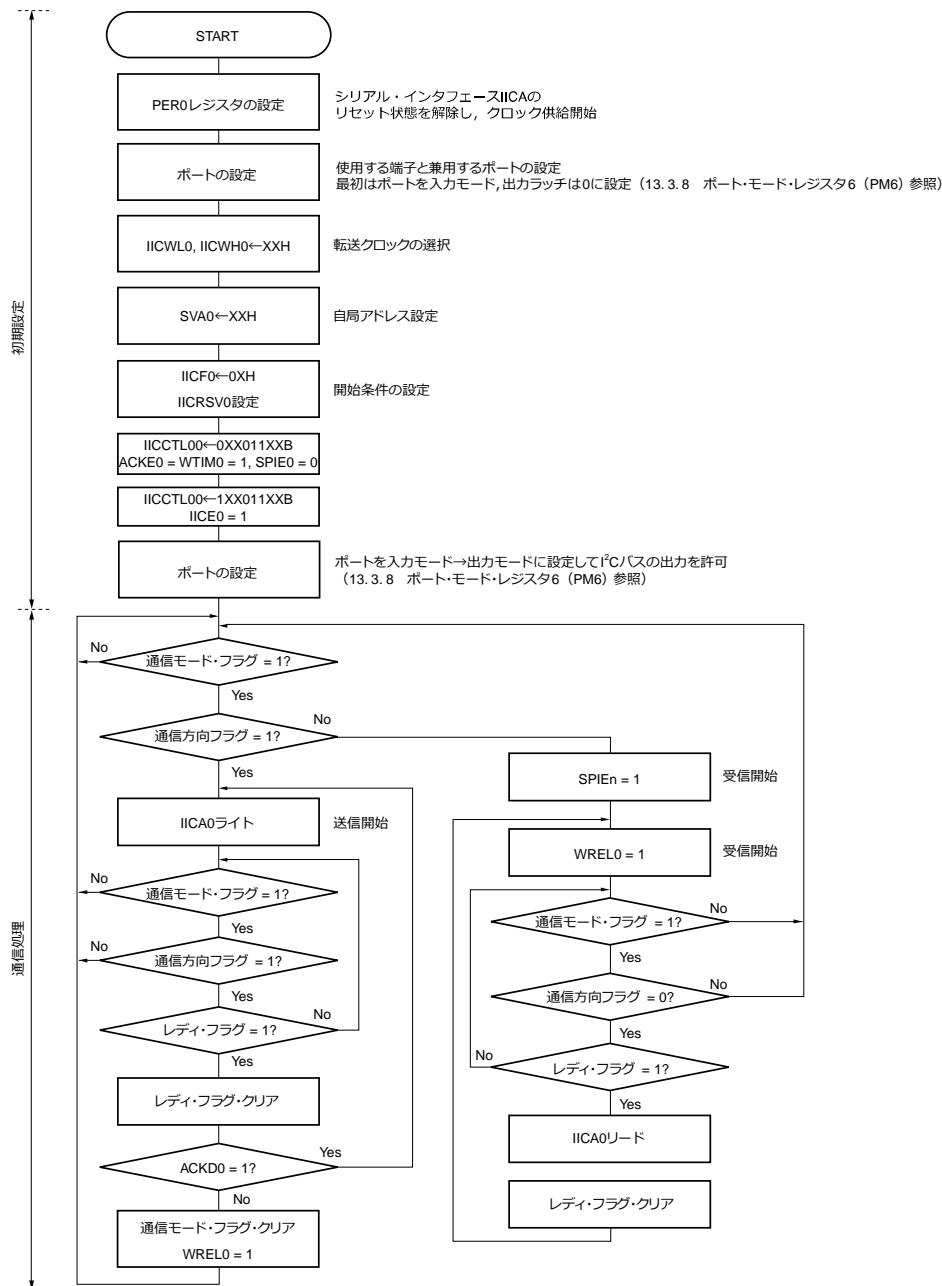 START
PER0レジスタの設定
シリアル・インタフェースIICAの
リセット状態を解除し，クロック供給開始
ポートの設定
使用する端子と兼用するポートの設定
最初はポートを入力モード，出力ラッチは0に設定（13. 3. 8　ポート・モード・レジスタ6（PM6）参照）
IICWL0, IICWH0←XXH
転送クロックの選択
SVA0←XXH
自局アドレス設定
IICF0←0XH
IICRSV0設定
開始条件の設定
IICCTL00←0XX011XXB
ACKE0 = WTIM0 = 1, SPIE0 = 0
IICCTL00←1XX011XXB
IICE0 = 1
ポートの設定
ポートを入力モード→出力モードに設定してI²Cバスの出力を許可
（13. 3. 8　ポート・モード・レジスタ6（PM6）参照）
初期設定
No
通信モード・フラグ = 1?
Yes
通信方向フラグ = 1?
No
Yes
IICA0ライト
送信開始
No
通信モード・フラグ = 1?
Yes
No
通信方向フラグ = 1?
Yes
レディ・フラグ = 1?
No
Yes
レディ・フラグ・クリア
ACKD0 = 1?
Yes
No
通信モード・フラグ・クリア
WREL0 = 1
SPIEn = 1
受信開始
WREL0 = 1
受信開始
通信モード・フラグ = 1?
No
Yes
通信方向フラグ = 0?
No
Yes
No
レディ・フラグ = 1?
Yes
IICA0リード
レディ・フラグ・クリア
通信処理